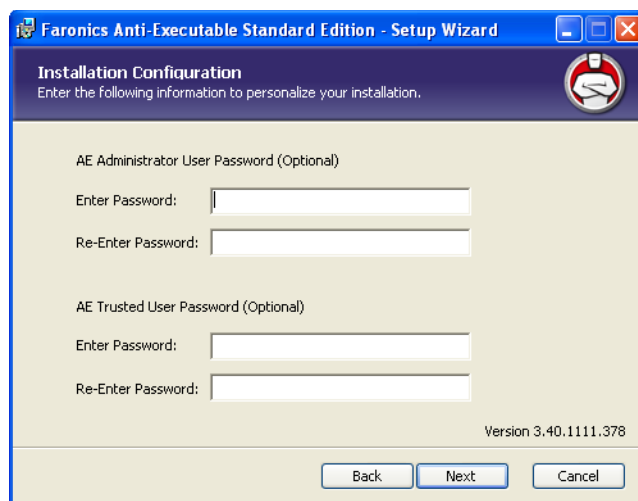 Faronics Anti-Executable Standard Edition - Setup Wizard
Installation Configuration
Enter the following information to personalize your installation.
AE Administrator User Password (Optional)
Enter Password:
Re-Enter Password:
AE Trusted User Password (Optional)
Enter Password:
Re-Enter Password:
Version 3.40.1111.378
Back Next Cancel